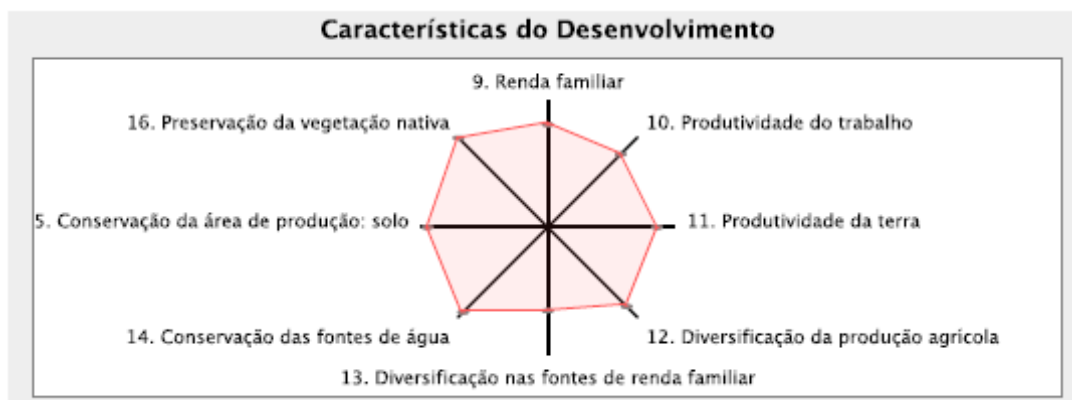 Características do Desenvolvimento
9. Renda familiar
16. Preservação da vegetação nativa
10. Produtividade do trabalho
5. Conservação da área de produção: solo
11. Produtividade da terra
14. Conservação das fontes de água
12. Diversificação da produção agrícola
13. Diversificação nas fontes de renda familiar